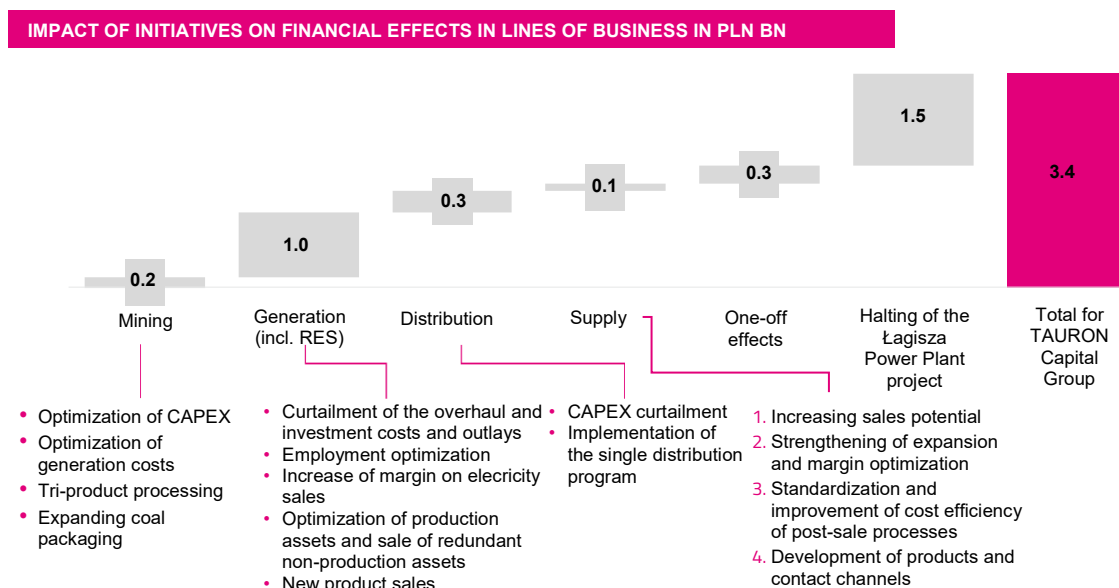 IMPACT OF INITIATIVES ON FINANCIAL EFFECTS IN LINES OF BUSINESS IN PLN BN
0.2
1.0
0.3
0.1
0.3
1.5
3.4
Mining
Generation
(incl. RES)
Distribution
Supply
One-off
effects
Halting of the
Łagisza
Power Plant
project
Total for
TAURON
Capital
Group
• Optimization of CAPEX
• Optimization of
generation costs
• Tri-product processing
• Expanding coal
packaging
• Curtailment of the overhaul and
investment costs and outlays
• Employment optimization
• Increase of margin on elecricity
sales
• Optimization of production
assets and sale of redundant
non-production assets
• New product sales
• CAPEX curtailment
• Implementation of
the single distribution
program
1. Increasing sales potential
2. Strengthening of expansion
and margin optimization
3. Standardization and
improvement of cost efficiency
of post-sale processes
4. Development of products and
contact channels